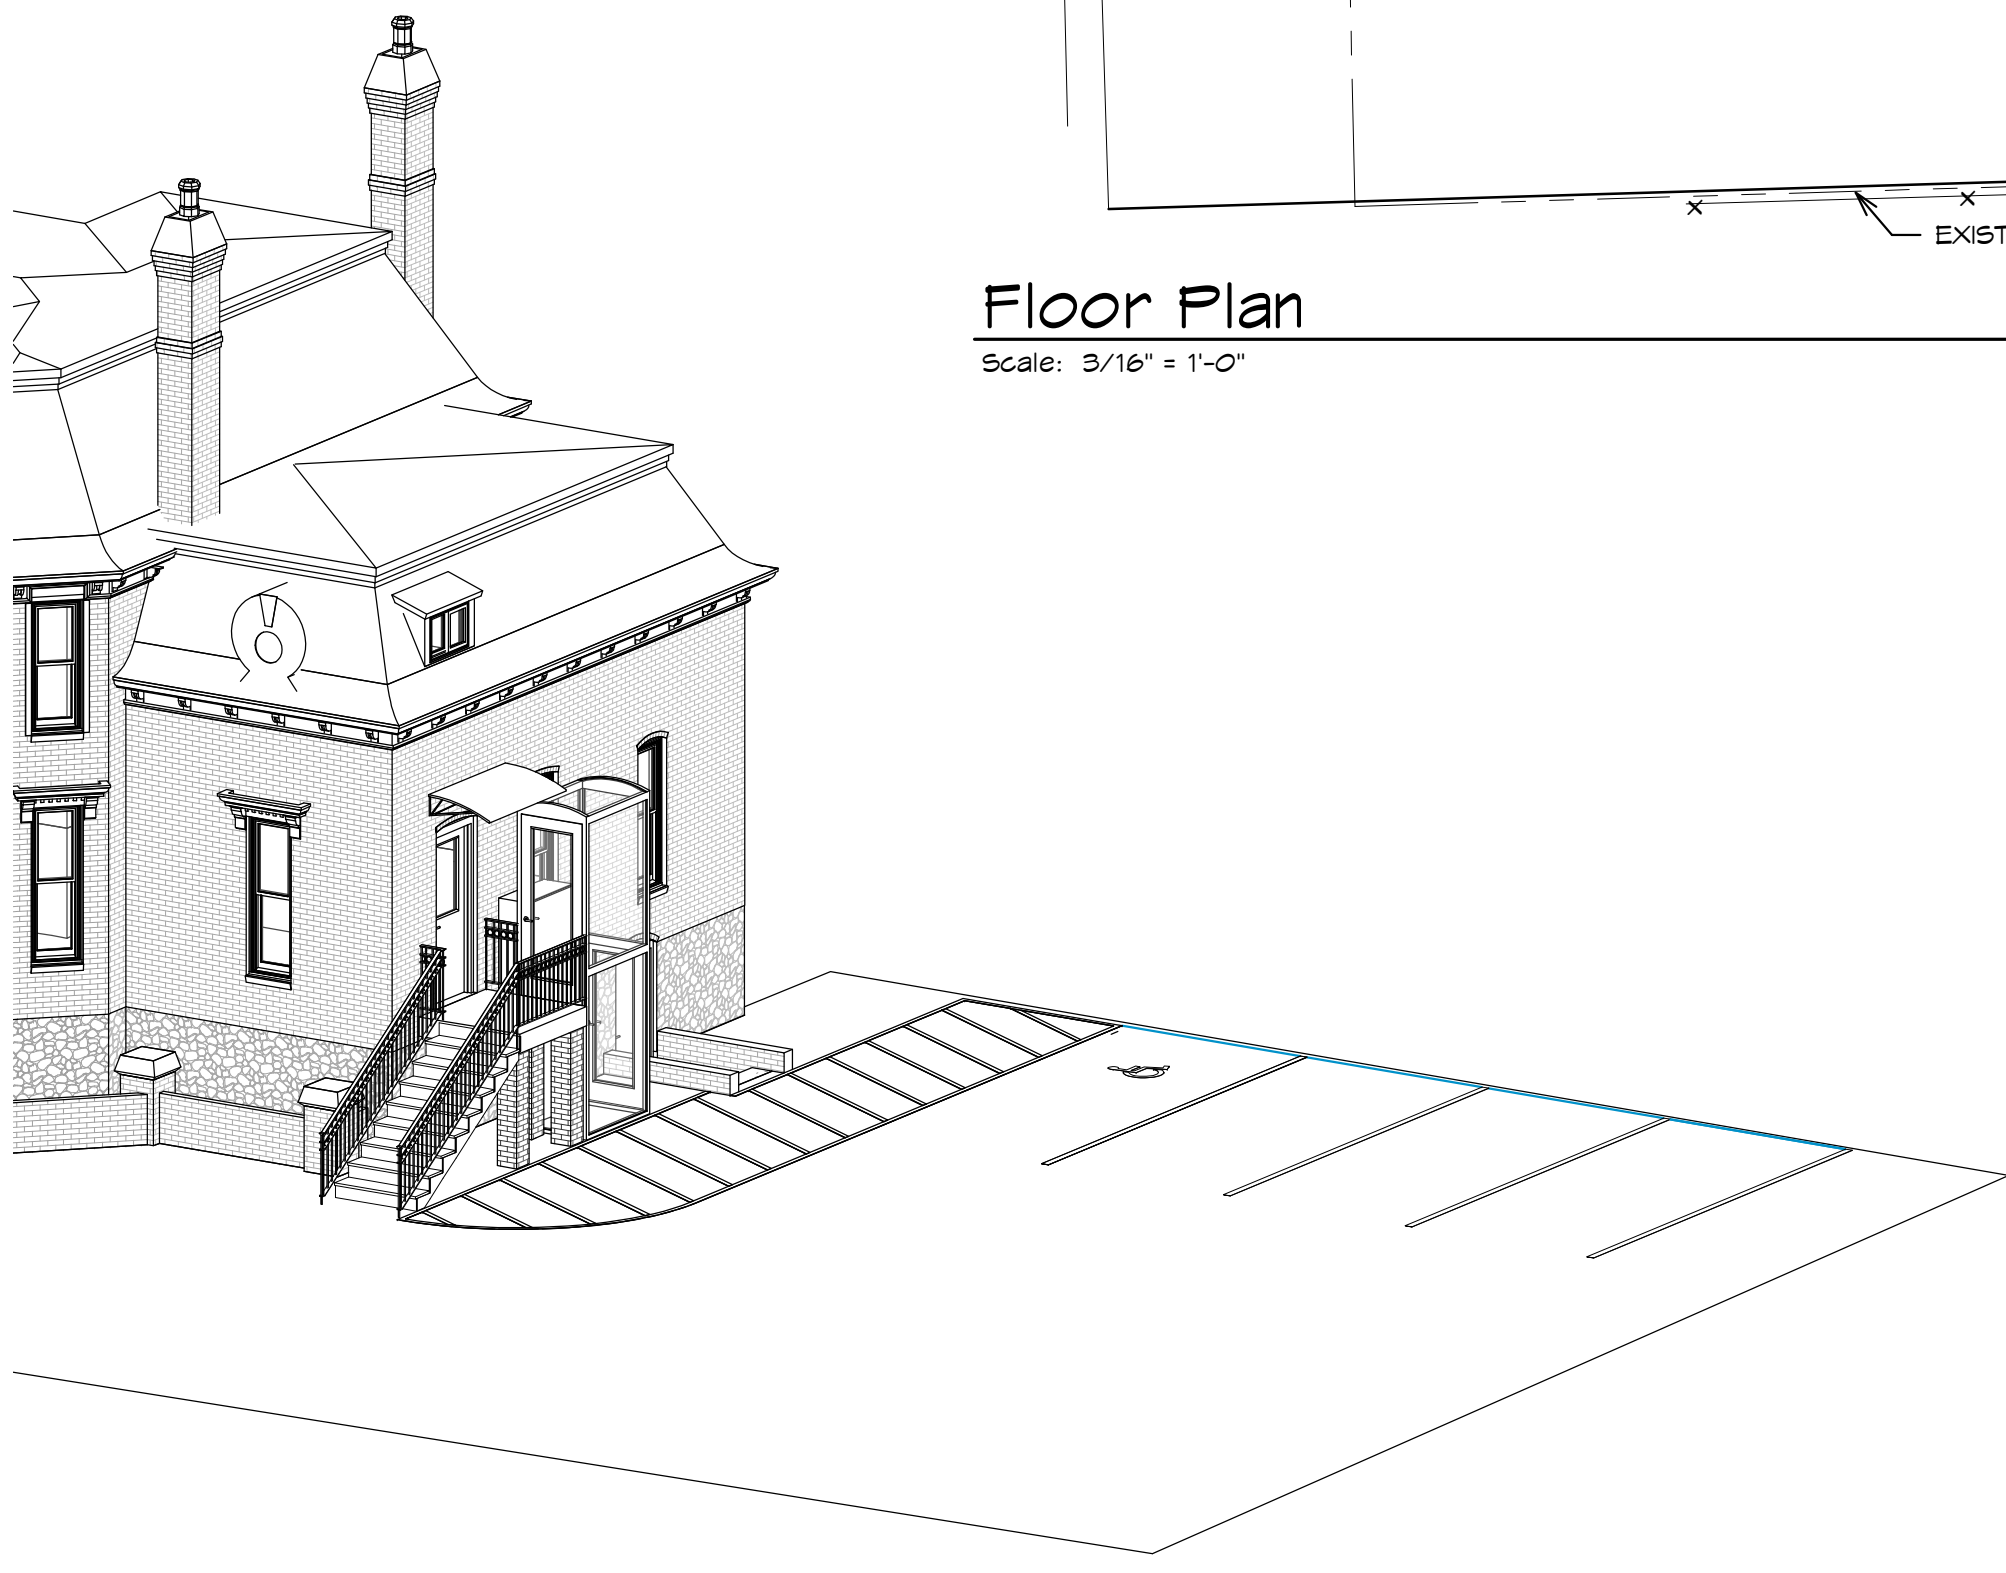 EXIST
Floor Plan
Scale: 3/16" = 1'-0"